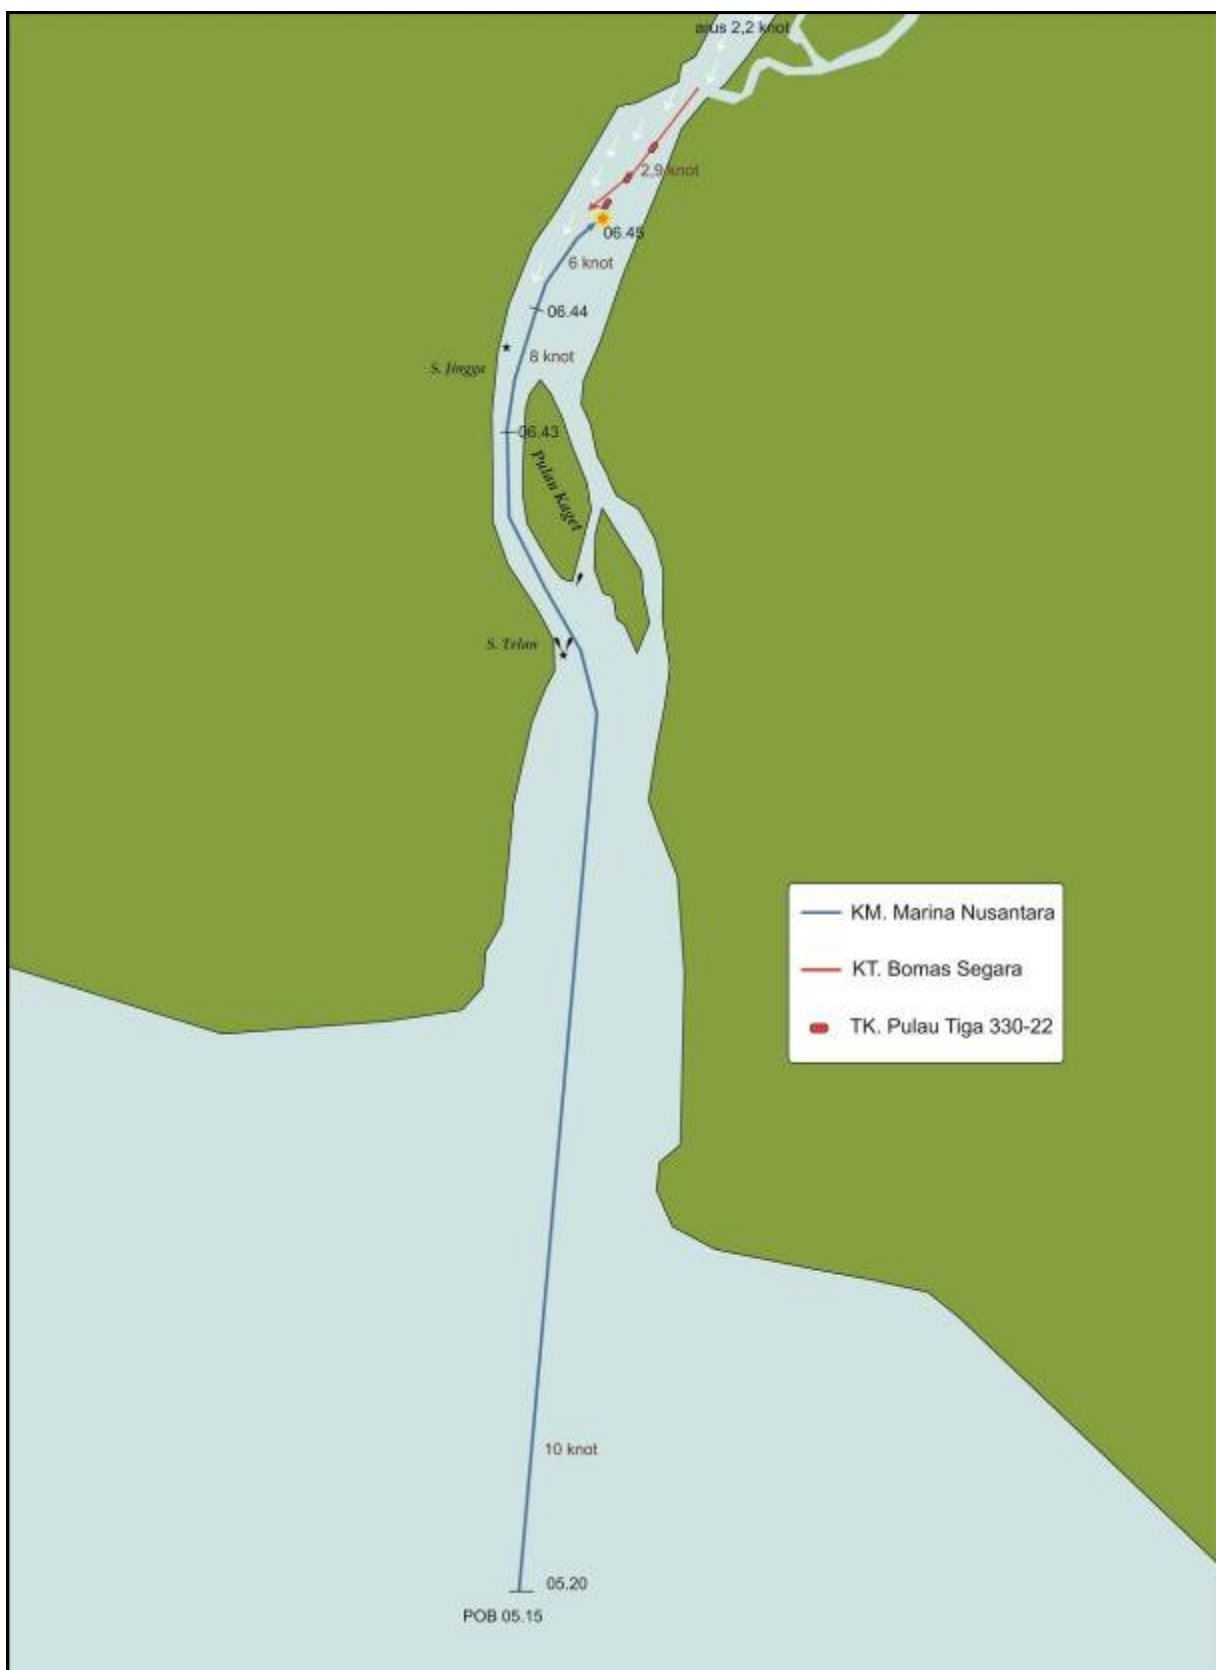 arus 2,2 knot
2,9 knot
06.45
6 knot
06.44
8 knot
S. Jingga
06.43
Pulau Kaget
S. Telan
KM. Marina Nusantara
KT. Bomas Segara
TK. Pulau Tiga 330-22
10 knot
05.20
POB 05.15